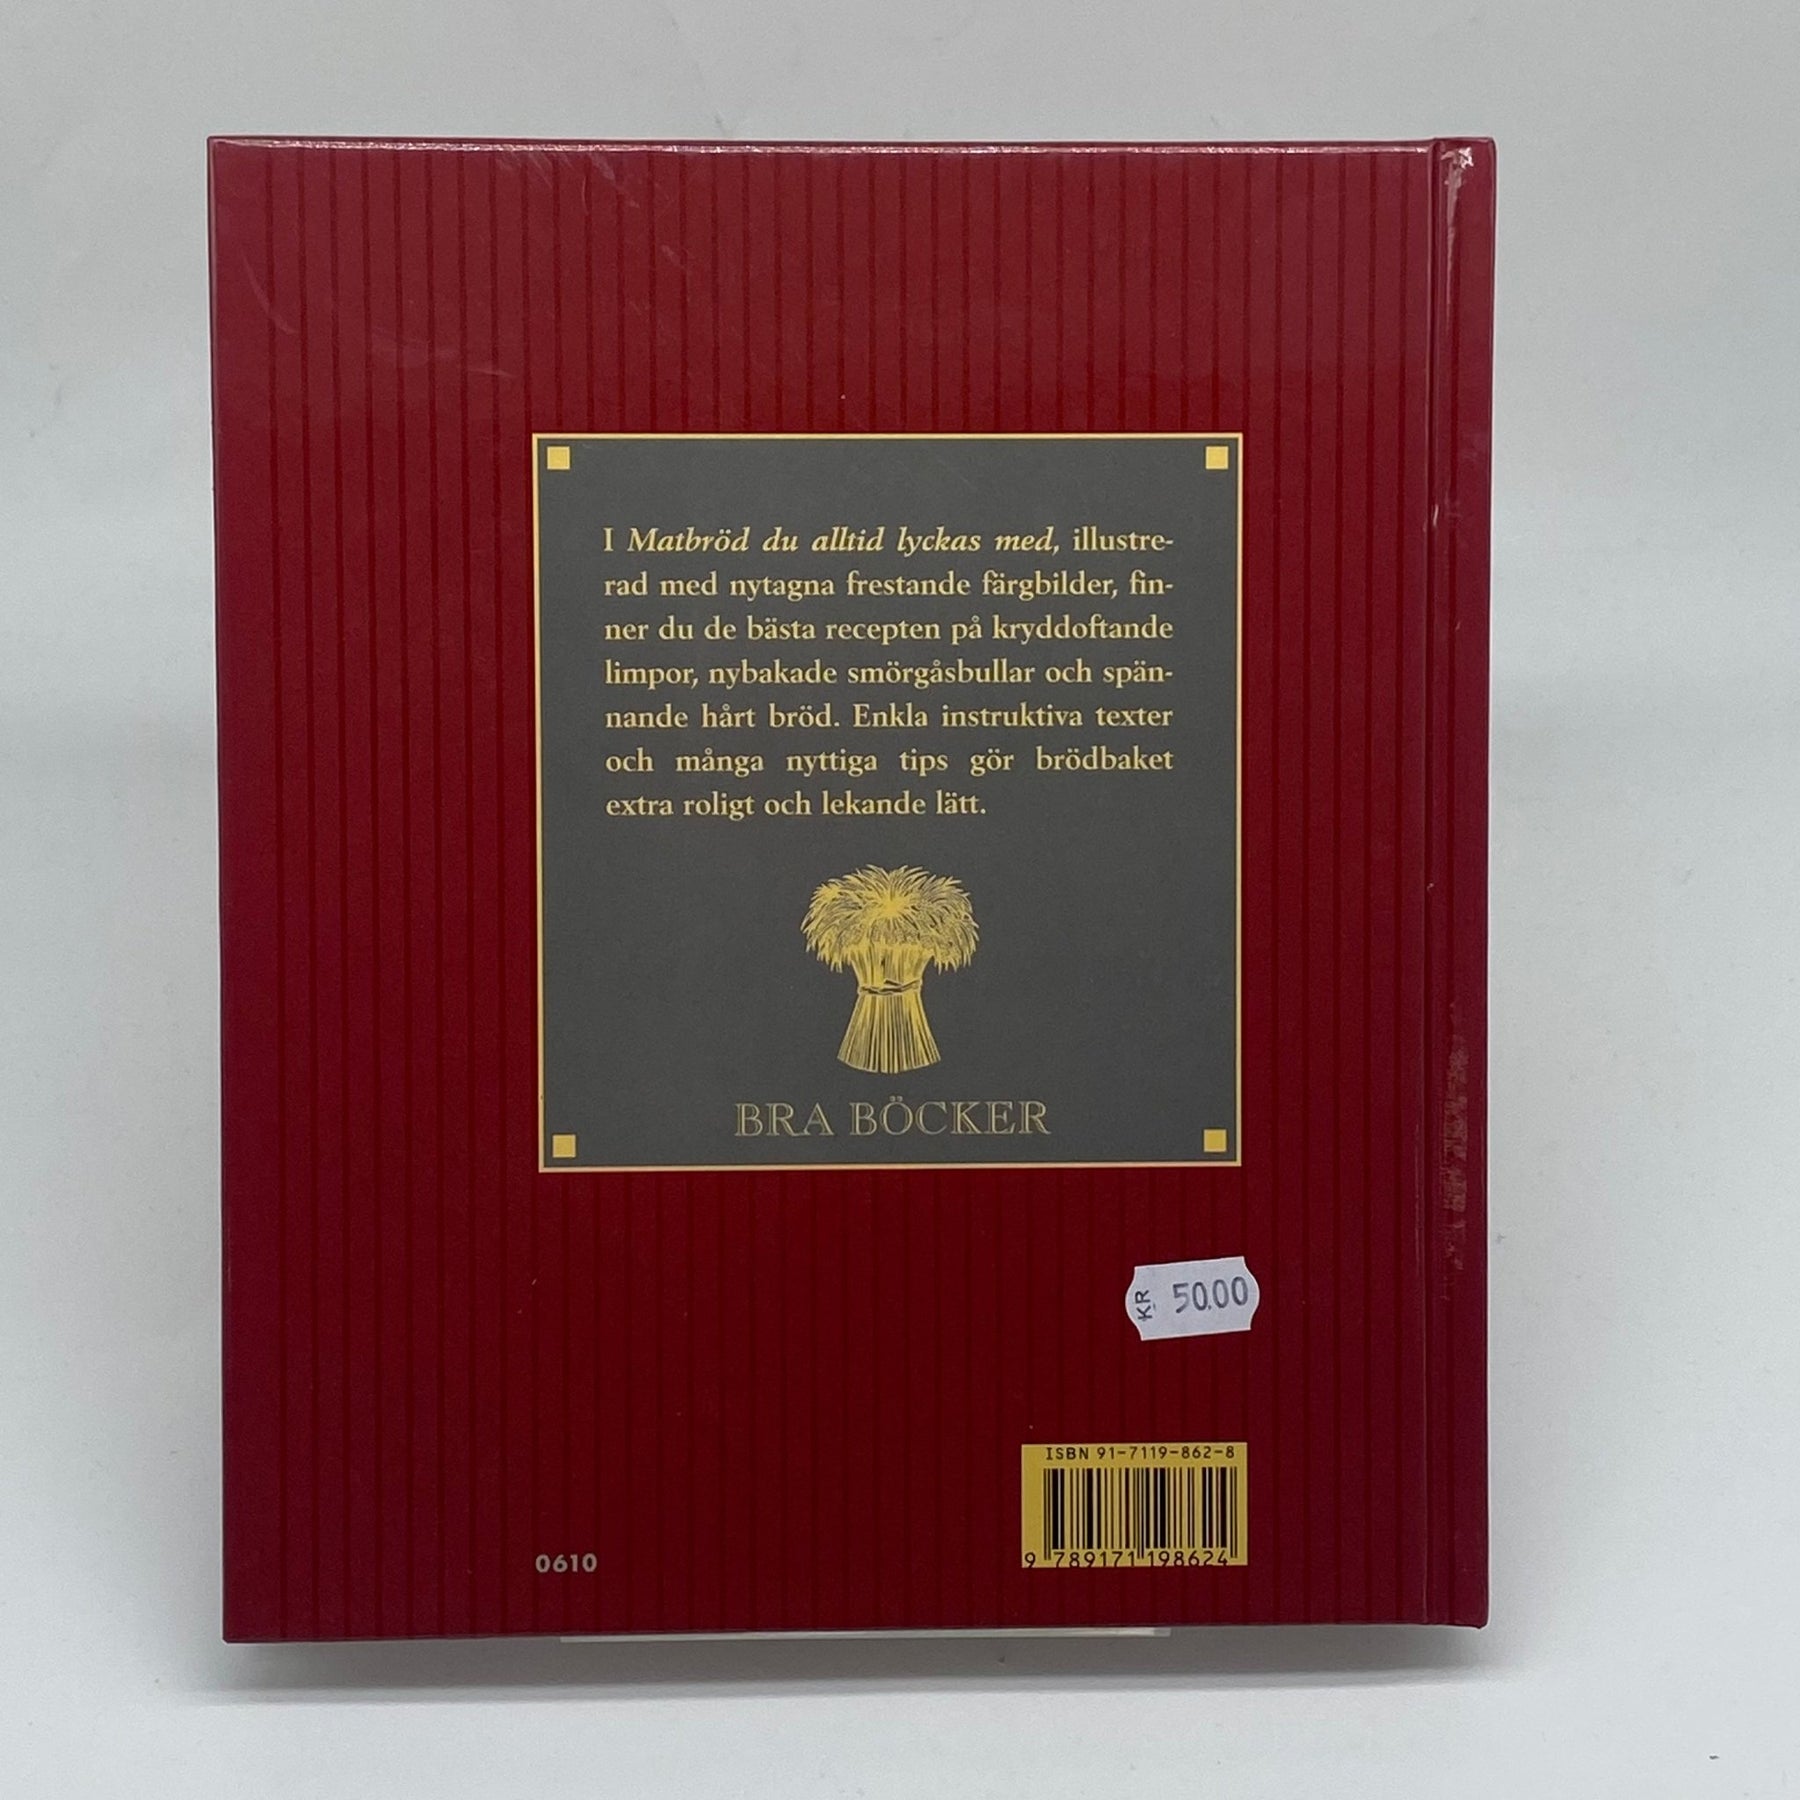 I Matbröd du alltid lyckas med, illustre-
rad med nytagna frestande färgbilder, fin-
ner du de bästa recepten på kryddoftande
limpor, nybakade smörgåsbullar och spän-
nande hårt bröd. Enkla instruktiva texter
och många nyttiga tips gör brödbaket
extra roligt och lekande lätt.
BRA BÖCKER
KR 50.00
ISBN 91-7119-862-8
9 789171 198624
0610